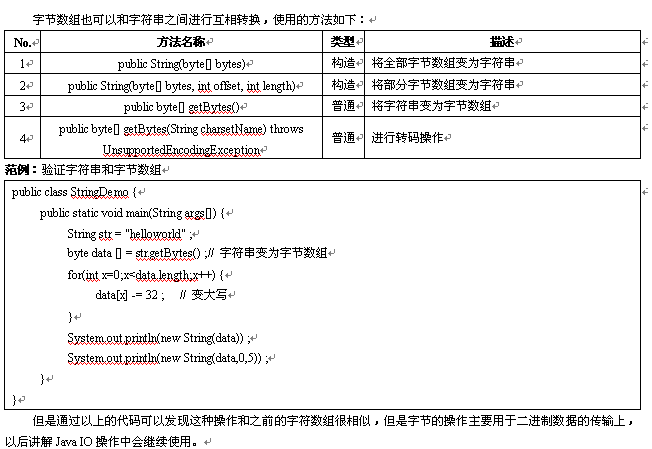 字节数组也可以和字符串之间进行互相转换，使用的方法如下：
No. 方法名称 类型 描述
1 public String(byte[] bytes) 构造 将全部字节数组变为字符串
2 public String(byte[] bytes, int offset, int length) 构造 将部分字节数组变为字符串
3 public byte[] getBytes() 普通 将字符串变为字节数组
4 public byte[] getBytes(String charsetName) throws UnsupportedEncodingException 普通 进行转码操作
范例：验证字符串和字节数组
public class StringDemo {
public static void main(String args[]) {
String str = "helloworld" ;
byte data [] = str.getBytes() ;// 字符串变为字节数组
for(int x=0;x<data.length;x++) {
data[x] -= 32 ; // 变大写
}
System.out.println(new String(data)) ;
System.out.println(new String(data,0,5)) ;
}
}
但是通过以上的代码可以发现这种操作和之前的字符数组很相似，但是字节的操作主要用于二进制数据的传输上，
以后讲解 Java IO 操作中会继续使用。